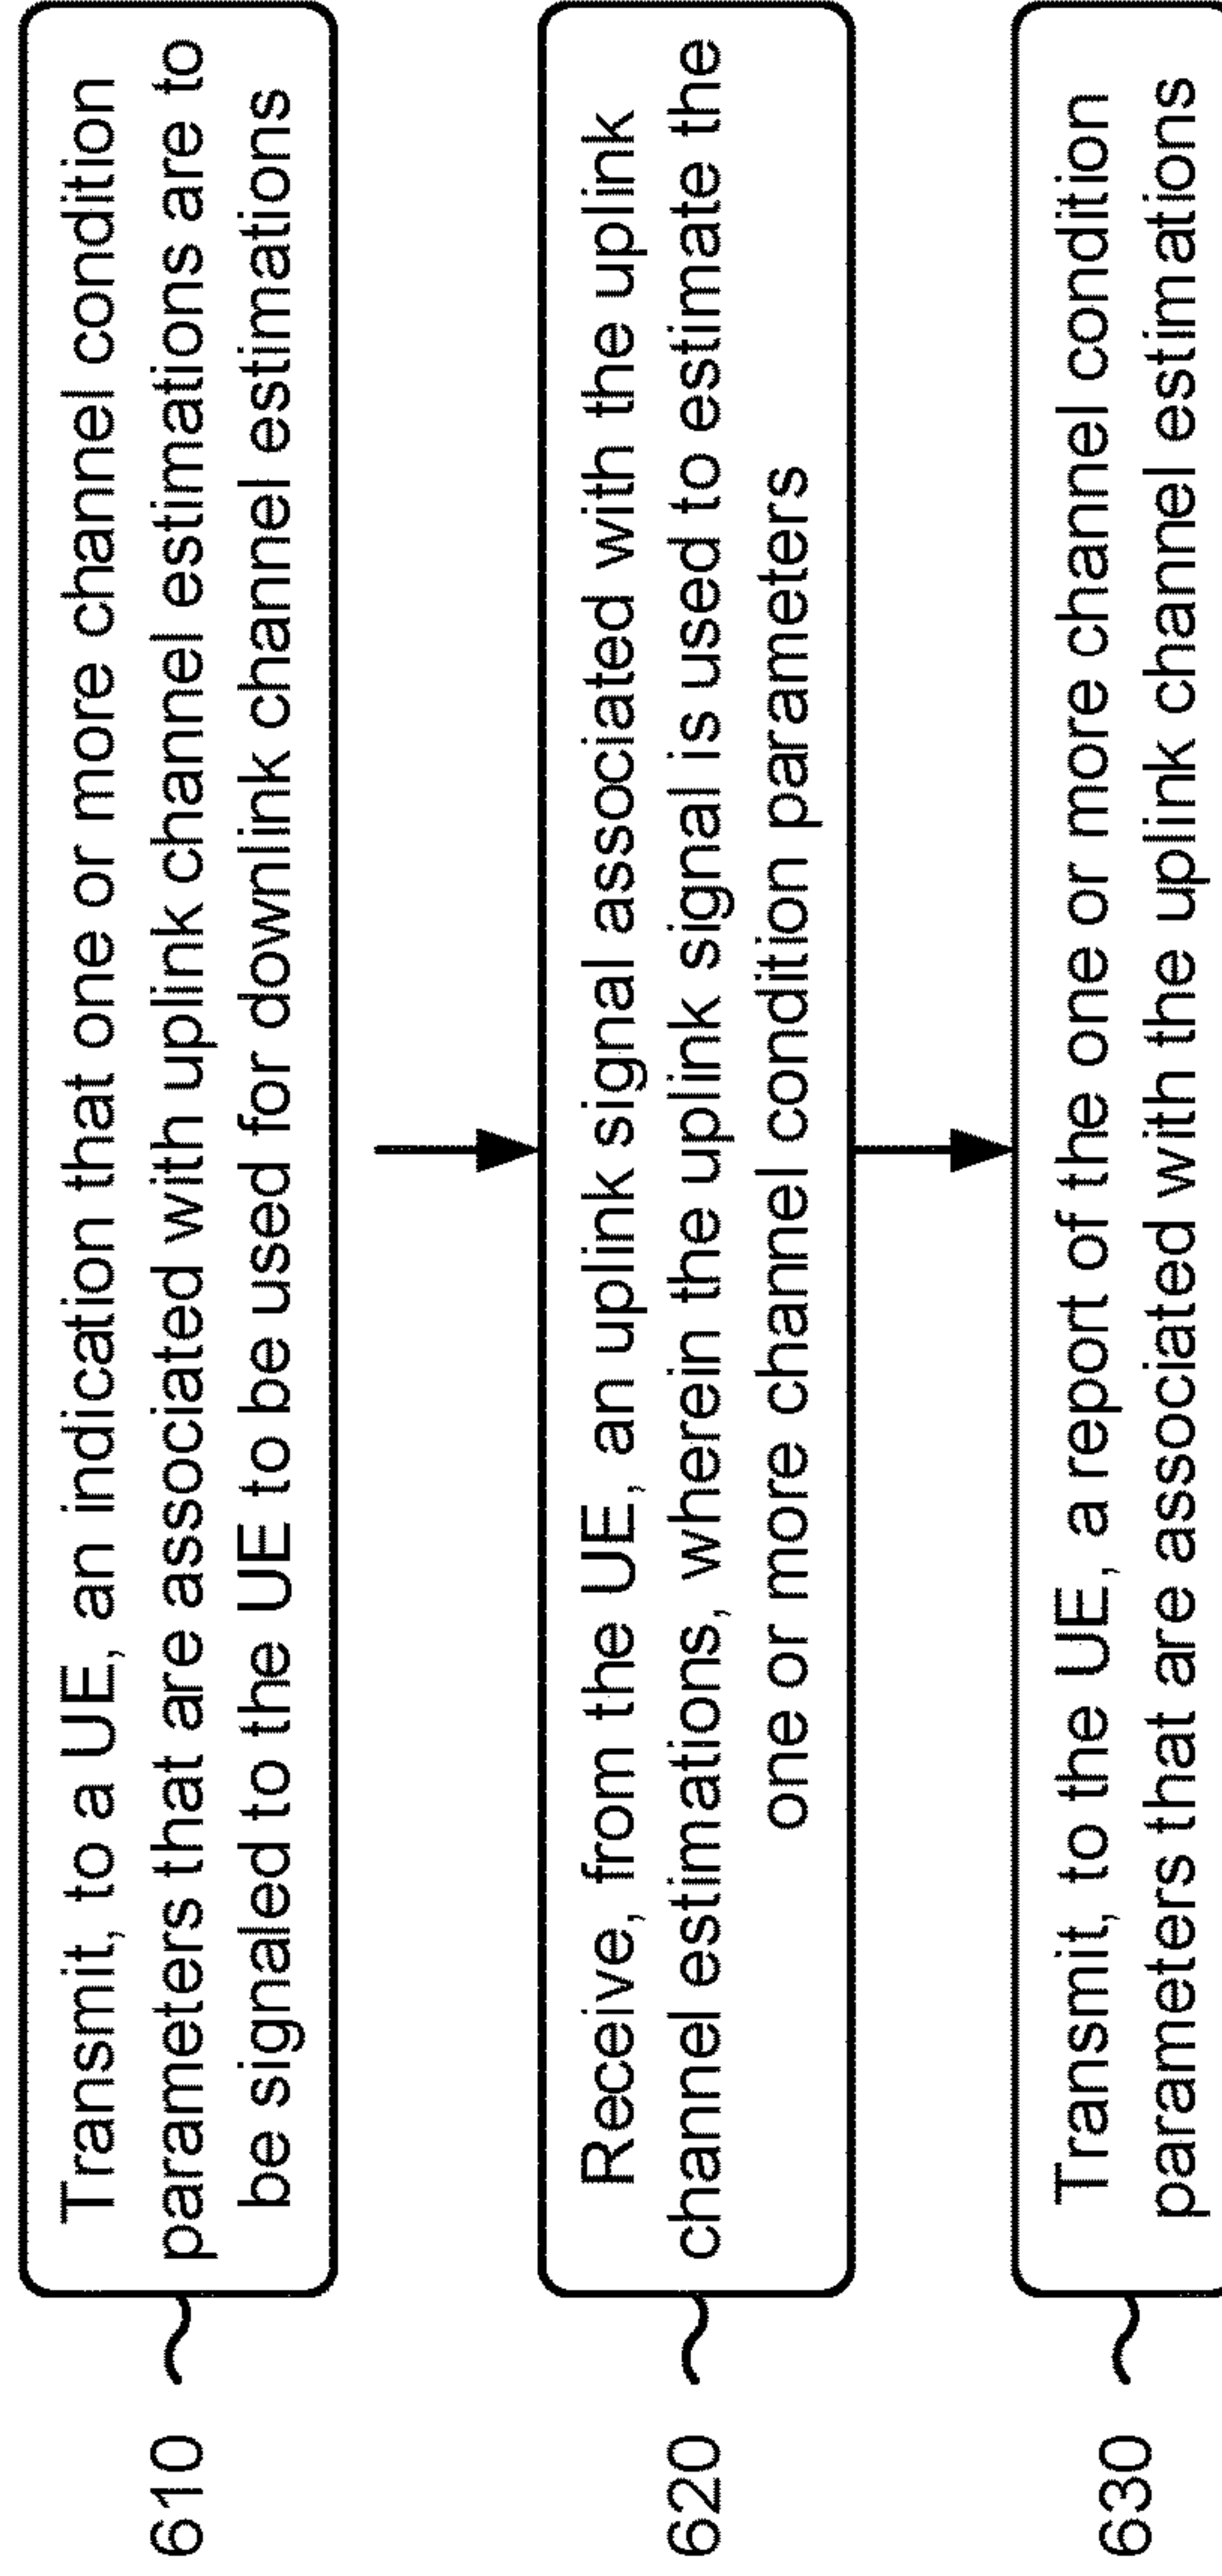 610
Transmit, to a UE, an indication that one or more channel condition
parameters that are associated with uplink channel estimations are to
be signaled to the UE to be used for downlink channel estimations
620
Receive, from the UE, an uplink signal associated with the uplink
channel estimations, wherein the uplink signal is used to estimate the
one or more channel condition parameters
630
Transmit, to the UE, a report of the one or more channel condition
parameters that are associated with the uplink channel estimations